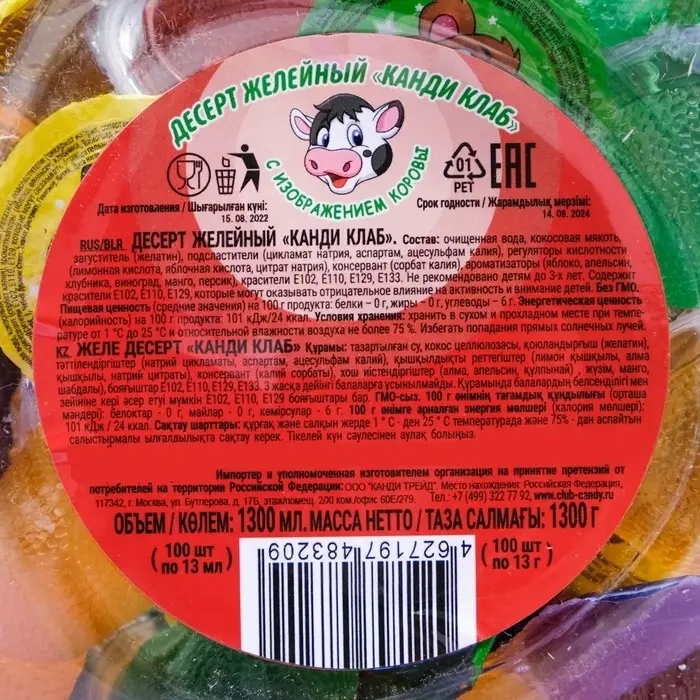 ДЕСЕРТ ЖЕЛЕЙНЫЙ «КАНДИ КЛАБ»
С ИЗОБРАЖЕНИЕМ КОРОВЫ
01
PET
EAC
Дата изготовления / Шығарылған күні:
15. 08. 2022
Срок годности / Жарамдылық мерзімі:
14. 08. 2024
RUS/BLR ДЕСЕРТ ЖЕЛЕЙНЫЙ «КАНДИ КЛАБ». Состав: очищенная вода, кокосовая мякоть,
загуститель (желатин), подсластители (цикламат натрия, аспартам, ацесульфам калия), регуляторы кислотности
(лимонная кислота, яблочная кислота, цитрат натрия), консервант (сорбат калия), ароматизаторы (яблоко, апельсин,
клубника, виноград, манго, персик), красители Е102, Е110, Е129, Е133. Не рекомендовано детям до 3-х лет. Содержит
красители Е102, Е110, Е129, которые могут оказывать отрицательное влияние на активность и внимание детей. Без ГМО.
Пищевая ценность (средние значения) на 100 г продукта: белки – 0 г, жиры – 0 г, углеводы – 6 г. Энергетическая ценность
(калорийность) на 100 г продукта: 101 кДж/24 ккал. Условия хранения: хранить в сухом и прохладном месте при темпе-
ратуре от 1 °С до 25 °С и относительной влажности воздуха не более 75 %. Избегать попадания прямых солнечных лучей.
KZ ЖЕЛЕ ДЕСЕРТ «КАНДИ КЛАБ» Құрамы: тазартылған су, кокос целлюлозасы, қоюландырғыш (желатин),
тәттілендіргіштер (натрий цикламаты, аспартам, ацесульфам калий), қышқылдықты реттегіштер (лимон қышқылы, алма
қышқылы, натрий цитраты), консервант (калий сорбаты), хош иістендіргіштер (алма, апельсин, құлпынай , жүзім, манго,
шабдалы), бояғыштар Е102, Е110, Е129, Е133. 3 жасқа дейінгі балаларға ұсынылмайды. Құрамында балалардың белсенділігі мен
зейініне кері әсер етуі мүмкін Е102, Е110, Е129 бояғыштары бар. ГМО-сыз. 100 г өнімнің тағамдық құндылығы (орташа
мәндері): белоктар - 0 г, майлар - 0 г, көмірсулар - 6 г. 100 г өнімге арналған энергия мөлшері (калория мөлшері):
101 кДж / 24 ккал. Сақтау шарттары: құрғақ және салқын жерде 1 ° С - ден 25 ° С температурада және 75% - дан аспайтын
салыстырмалы ылғалдылықта сақтау керек. Тікелей күн сәулесінен аулақ болыңыз.
Импортер и уполномоченная изготовителем организация на принятие претензий от
потребителей на территории Российской Федерации: ООО "КАНДИ ТРЕЙД". Место нахождения: Российская Федерация,
117342, г. Москва, ул. Бутлерова, д. 17Б, этаж/помещ. 2/XI ком./офис 60Е/279. Тел.: +7 (499) 322 77 92, www.club-candy.ru
ОБЪЕМ / КӨЛЕМ: 1300 МЛ. МАССА НЕТТО / ТАЗА САЛМАҒЫ: 1300 Г
(100 шт по 13 мл)
4 627197 483209
(100 шт по 13 г)